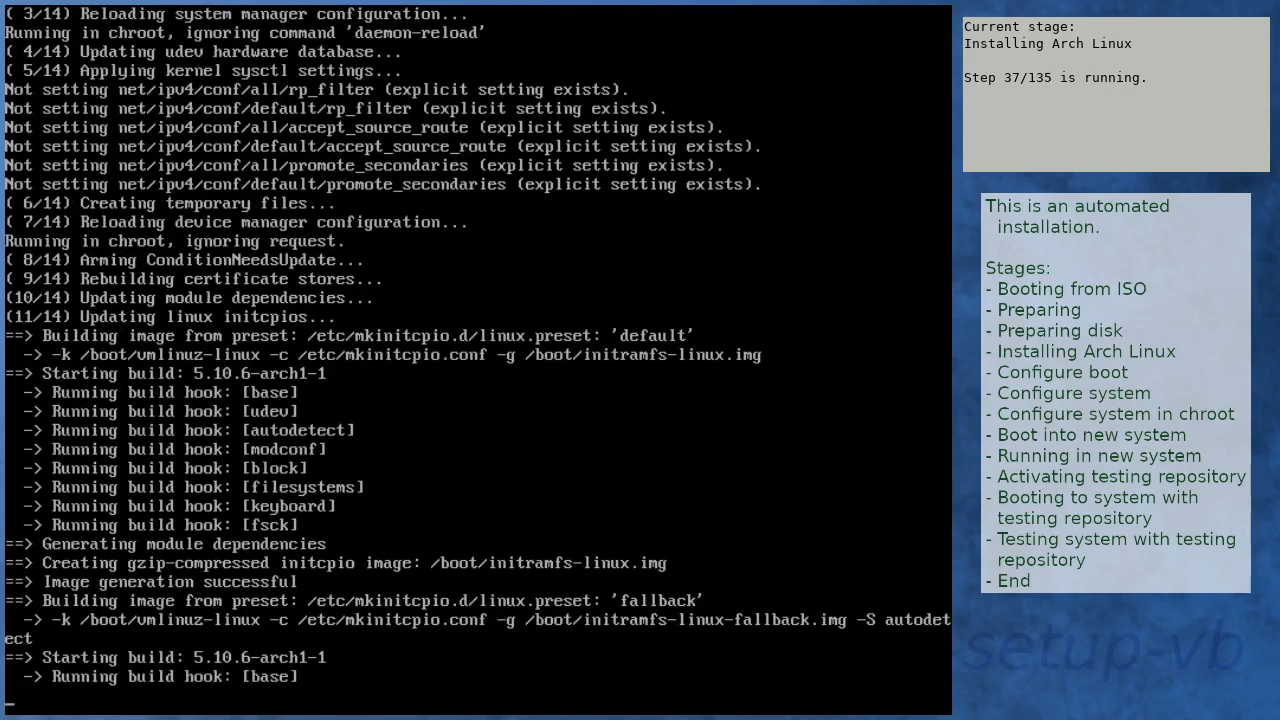 ( 3/14) Reloading system manager configuration...
Running in chroot, ignoring command 'daemon-reload'
( 4/14) Updating udev hardware database...
( 5/14) Applying kernel sysctl settings...
Not setting net/ipv4/conf/all/rp_filter (explicit setting exists).
Not setting net/ipv4/conf/default/rp_filter (explicit setting exists).
Not setting net/ipv4/conf/all/accept_source_route (explicit setting exists).
Not setting net/ipv4/conf/default/accept_source_route (explicit setting exists).
Not setting net/ipv4/conf/all/promote_secondaries (explicit setting exists).
Not setting net/ipv4/conf/default/promote_secondaries (explicit setting exists).
( 6/14) Creating temporary files...
( 7/14) Reloading device manager configuration...
Running in chroot, ignoring request.
( 8/14) Arming ConditionNeedsUpdate...
( 9/14) Rebuilding certificate stores...
(10/14) Updating module dependencies...
(11/14) Updating linux initcpios...
==> Building image from preset: /etc/mkinitcpio.d/linux.preset: 'default'
  -> -k /boot/vmlinuz-linux -c /etc/mkinitcpio.conf -g /boot/initramfs-linux.img
==> Starting build: 5.10.6-arch1-1
  -> Running build hook: [base]
  -> Running build hook: [udev]
  -> Running build hook: [autodetect]
  -> Running build hook: [modconf]
  -> Running build hook: [block]
  -> Running build hook: [filesystems]
  -> Running build hook: [keyboard]
  -> Running build hook: [fsck]
==> Generating module dependencies
==> Creating gzip-compressed initcpio image: /boot/initramfs-linux.img
==> Image generation successful
==> Building image from preset: /etc/mkinitcpio.d/linux.preset: 'fallback'
  -> -k /boot/vmlinuz-linux -c /etc/mkinitcpio.conf -g /boot/initramfs-linux-fallback.img -S autodet
ect
==> Starting build: 5.10.6-arch1-1
  -> Running build hook: [base]
_
Current stage:
Installing Arch Linux
Step 37/135 is running.
This is an automated
installation.
Stages:
- Booting from ISO
- Preparing
- Preparing disk
- Installing Arch Linux
- Configure boot
- Configure system
- Configure system in chroot
- Boot into new system
- Running in new system
- Activating testing repository
- Booting to system with
testing repository
- Testing system with testing
repository
- End
setup-vb